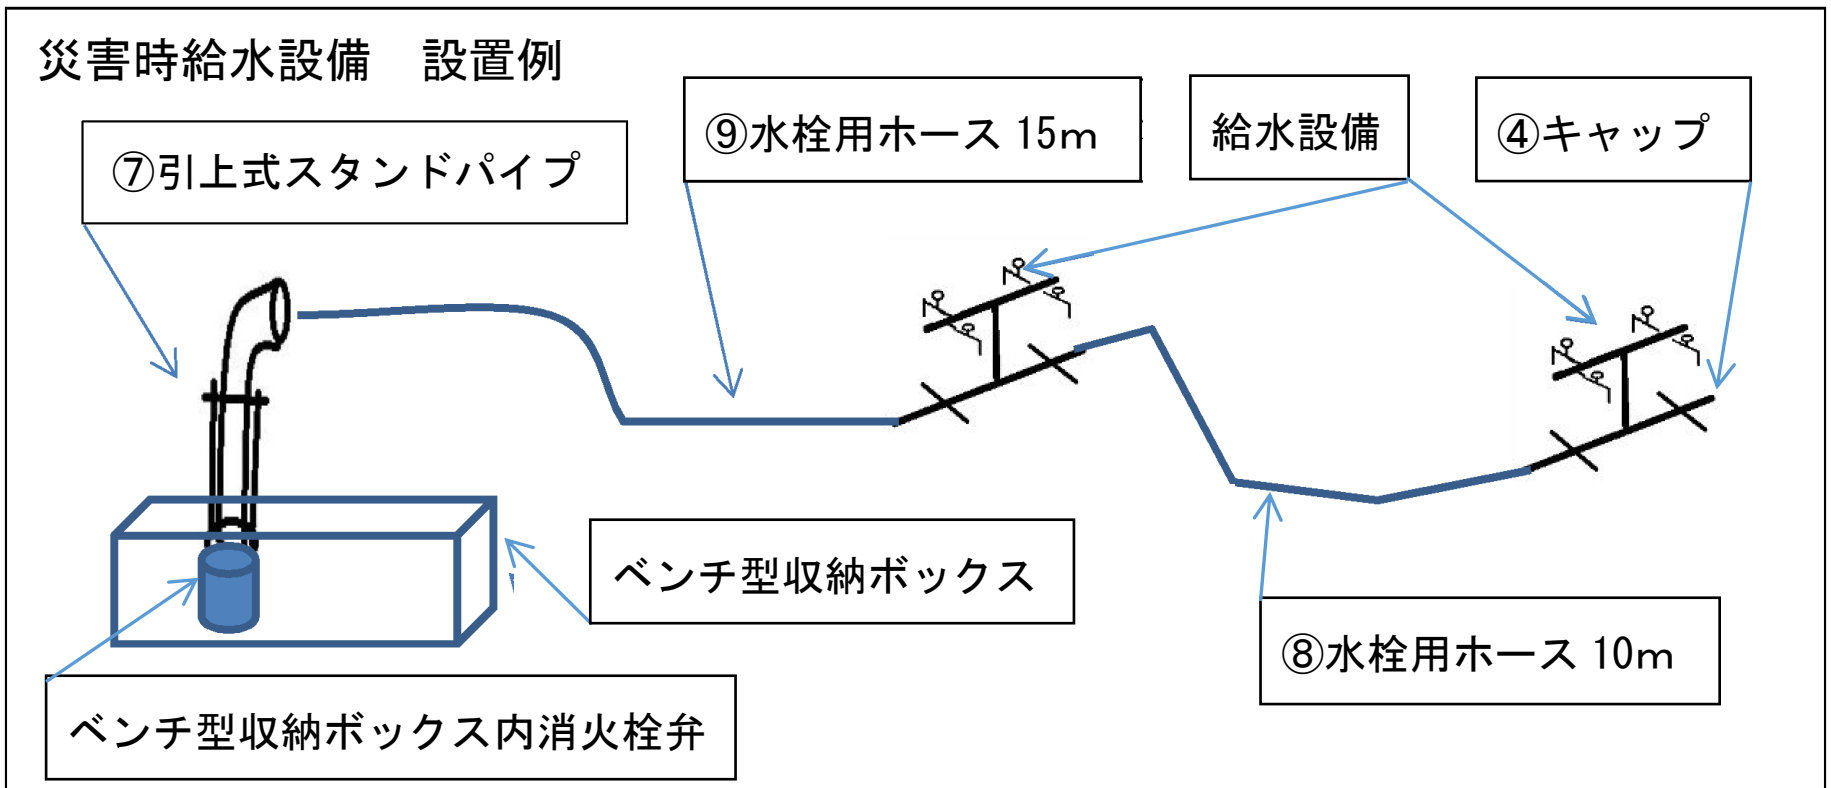 災害時給水設備　設置例
⑨水栓用ホース 15m
給水設備
④キャップ
⑦引上式スタンドパイプ
ベンチ型収納ボックス
⑧水栓用ホース 10m
ベンチ型収納ボックス内消火栓弁